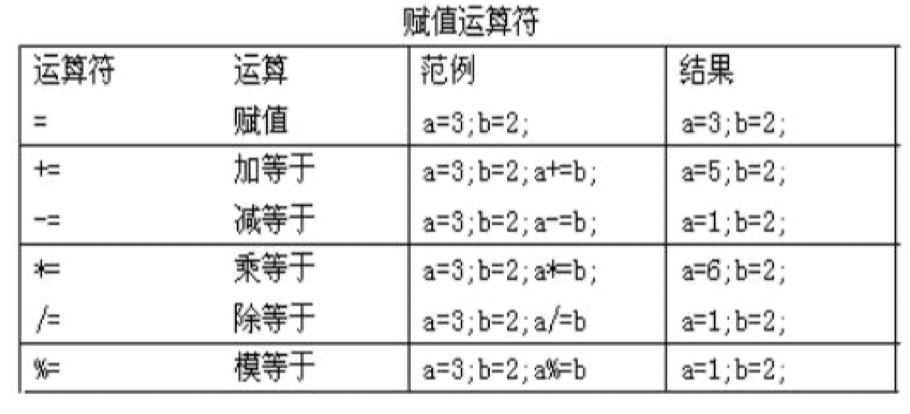 赋值运算符
运算符 运算 范例 结果
= 赋值 a=3;b=2; a=3;b=2;
+= 加等于 a=3;b=2;a+=b; a=5;b=2;
-= 减等于 a=3;b=2;a-=b; a=1;b=2;
*= 乘等于 a=3;b=2;a*=b; a=6;b=2;
/= 除等于 a=3;b=2;a/=b a=1;b=2;
%= 模等于 a=3;b=2;a%=b a=1;b=2;